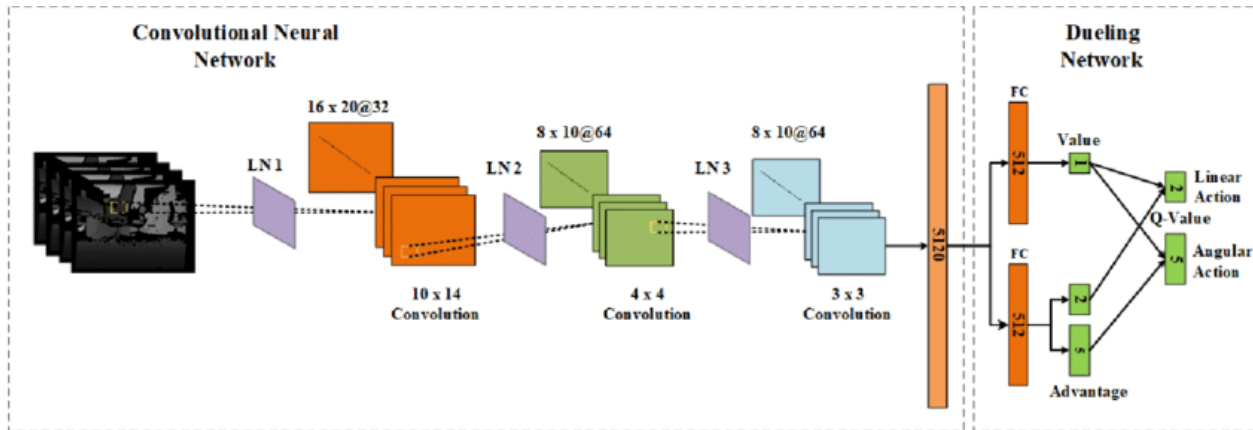 Convolutional Neural
Network
16 x 20@32
LN 1
10 x 14
Convolution
8 x 10@64
LN 2
4 x 4
Convolution
8 x 10@64
LN 3
3 x 3
Convolution
5120
Dueling
Network
FC
512
Value
1
2
Linear
Action
Q-Value
5
Angular
Action
FC
512
2
5
Advantage